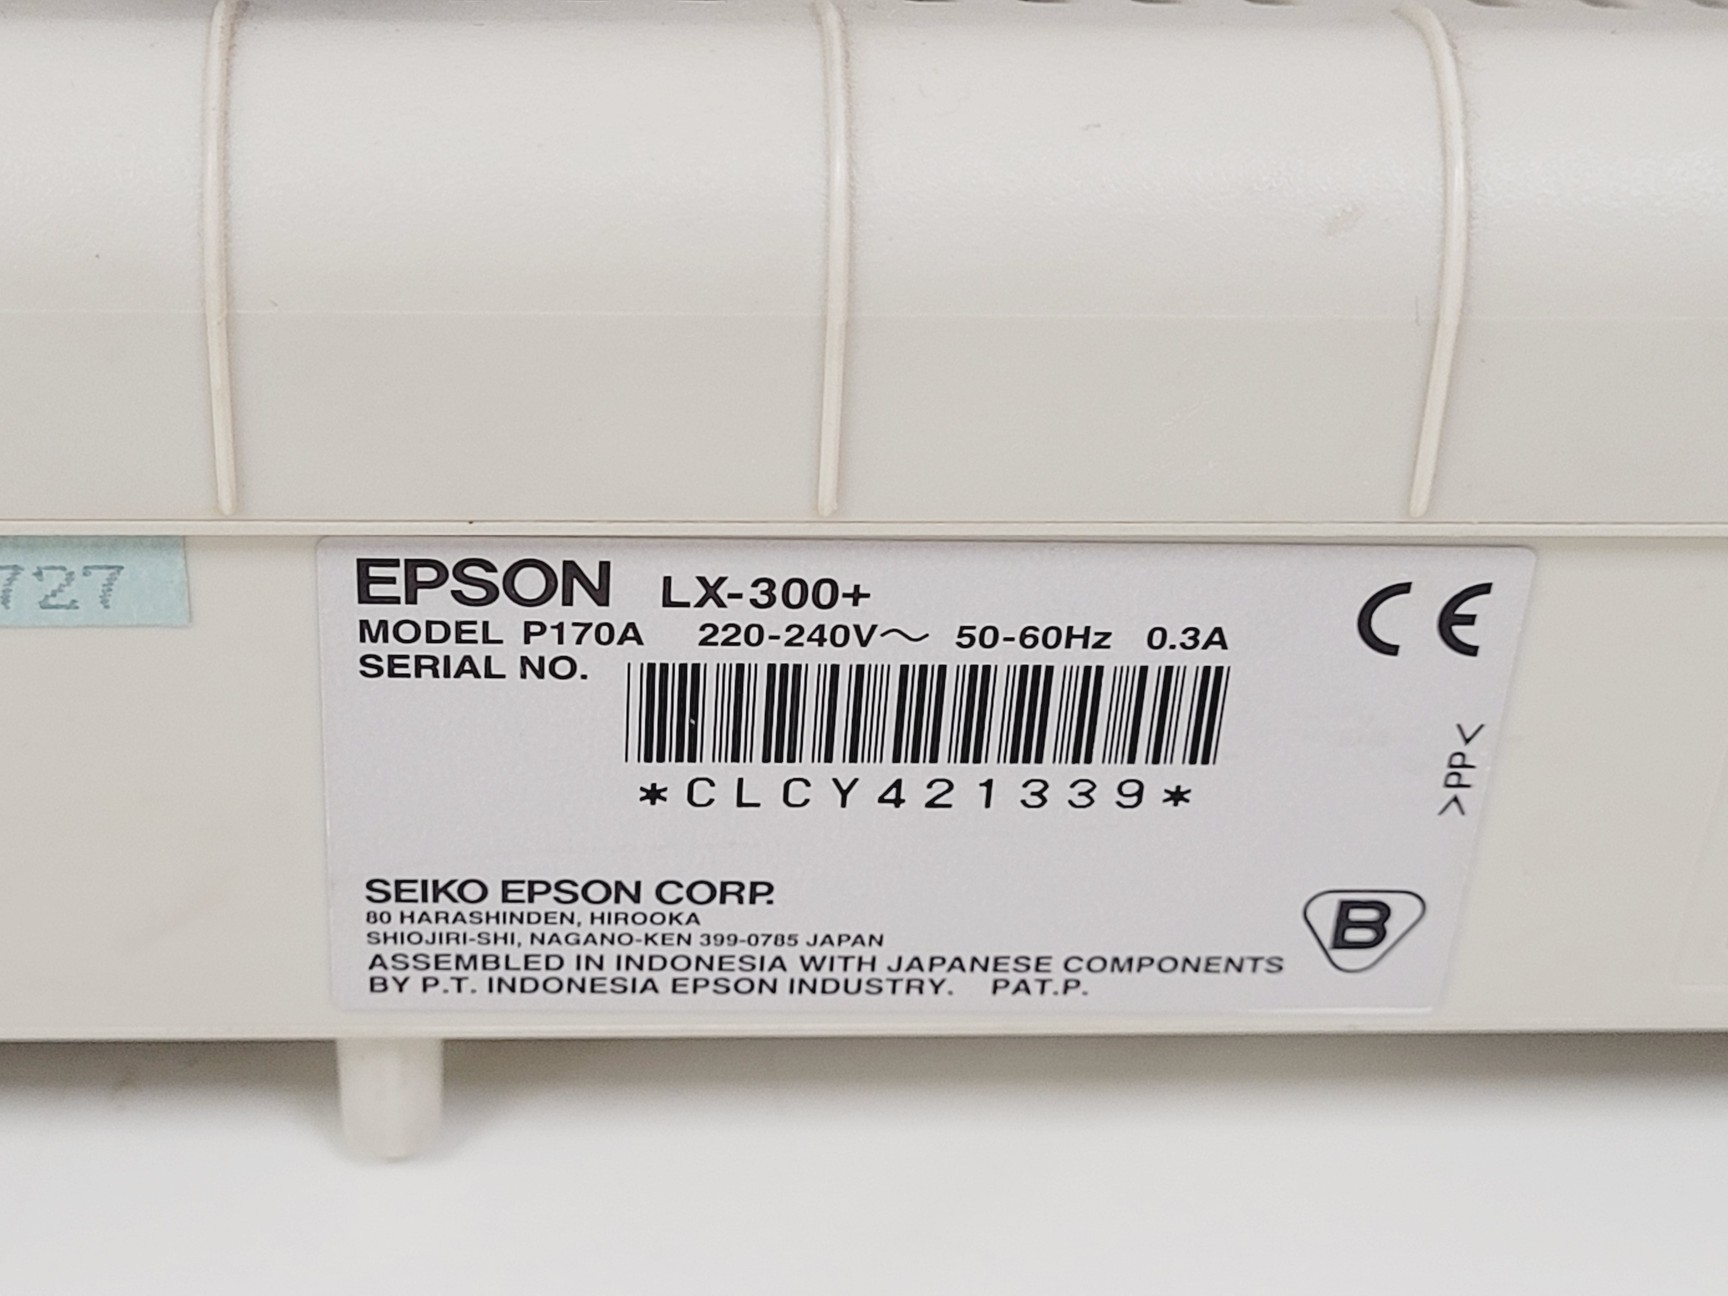 727
EPSON LX-300+
MODEL P170A 220-240V～ 50-60Hz 0.3A
SERIAL NO.
*CLCY421339*
CE
>PP<
SEIKO EPSON CORP.
80 HARASHINDEN, HIROOKA
SHIOJIRI-SHI, NAGANO-KEN 399-0785 JAPAN
ASSEMBLED IN INDONESIA WITH JAPANESE COMPONENTS
BY P.T. INDONESIA EPSON INDUSTRY. PAT.P.
B